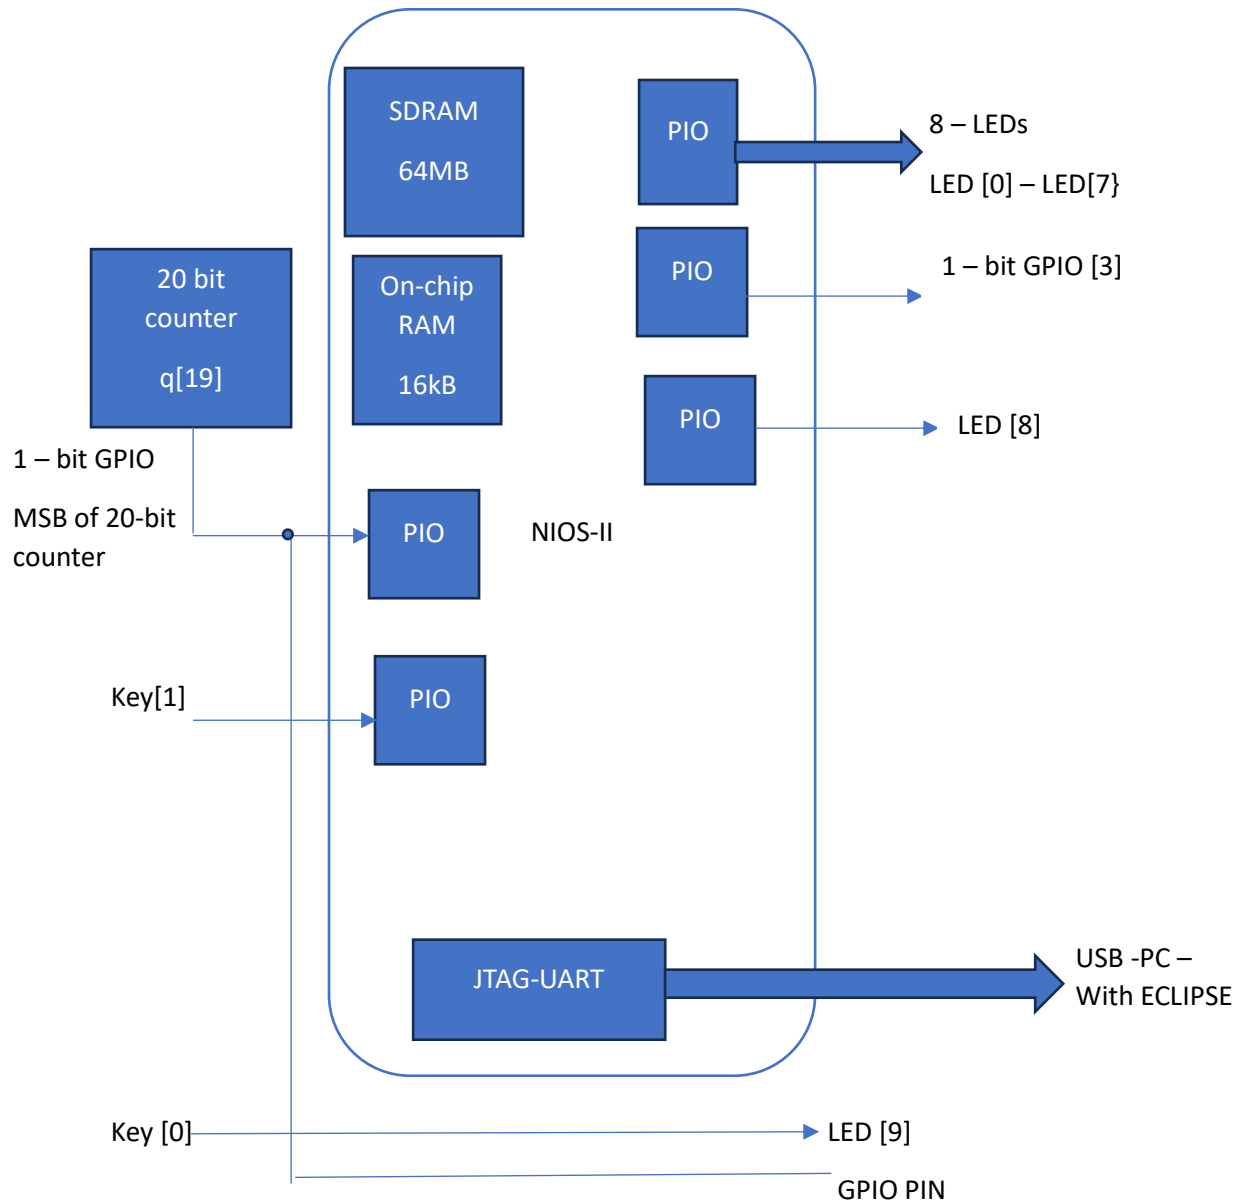 SDRAM
64MB
PIO
8 – LEDs
LED [0] – LED[7}
20 bit
counter
q[19]
On-chip
RAM
16kB
PIO
1 – bit GPIO [3]
PIO
LED [8]
1 – bit GPIO
MSB of 20-bit
counter
PIO
NIOS-II
Key[1]
PIO
JTAG-UART
USB -PC –
With ECLIPSE
Key [0]
LED [9]
GPIO PIN